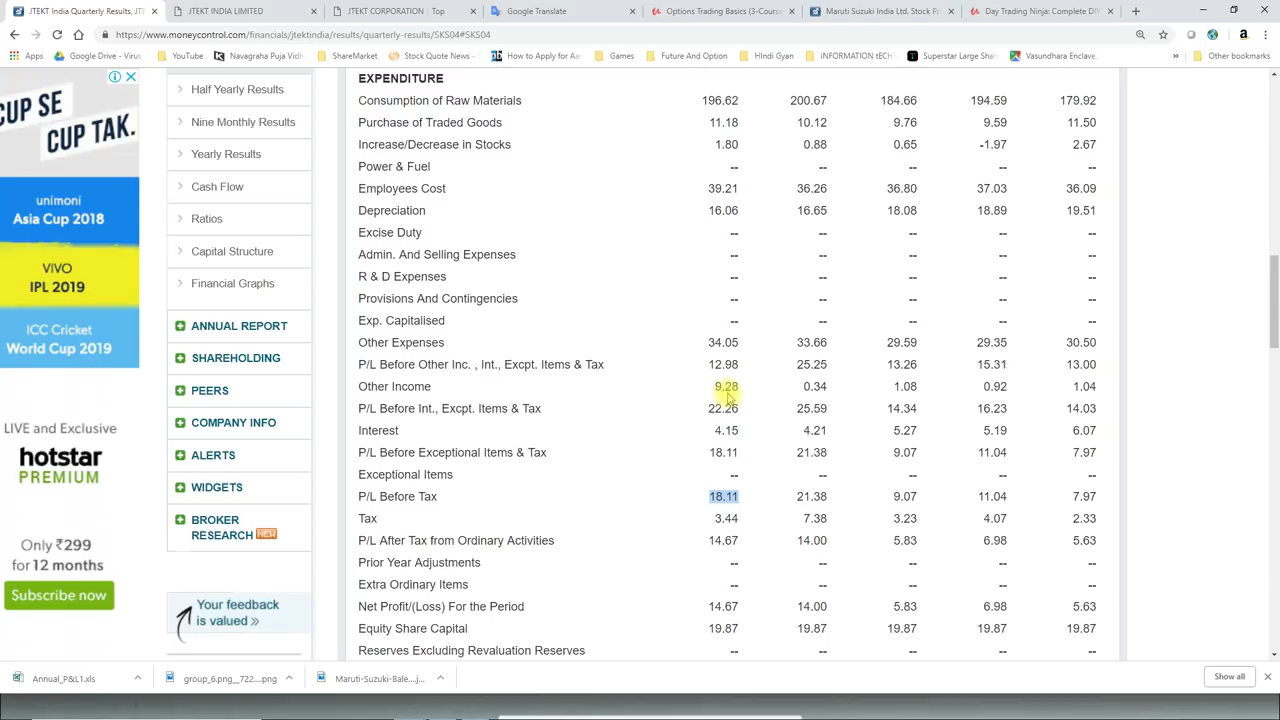 JTEKT India Quarterly Results, JT
JTEKT INDIA LIMITED
JTEKT CORPORATION | Top
Google Translate
Options Trading Basics (3-Course
Maruti Suzuki India Ltd. Stock Pr
Day Trading Ninja: Complete DIY
https://www.moneycontrol.com/financials/jtektindia/results/quarterly-results/SKS04#SKS04
Apps
Google Drive - Virus
YouTube
Navagraha Puja Vidh
ShareMarket
Stock Quote News -
How to Apply for Aa
Games
Future And Option
HIndi Gyan
iNFORMATION tECH
Superstar Large Shar
Vasundhara Enclave.
»
Other bookmarks
CUP SE
CUP TAK.
unimoni
Asia Cup 2018
VIVO
IPL 2019
ICC Cricket
World Cup 2019
LIVE and Exclusive
hotstar
PREMIUM
Only ₹299
for 12 months
Subscribe now
Half Yearly Results
Nine Monthly Results
Yearly Results
Cash Flow
Ratios
Capital Structure
Financial Graphs
ANNUAL REPORT
SHAREHOLDING
PEERS
COMPANY INFO
ALERTS
WIDGETS
BROKER
RESEARCH NEW
Your feedback
is valued »
EXPENDITURE
Consumption of Raw Materials 196.62 200.67 184.66 194.59 179.92
Purchase of Traded Goods 11.18 10.12 9.76 9.59 11.50
Increase/Decrease in Stocks 1.80 0.88 0.65 -1.97 2.67
Power & Fuel -- -- -- -- --
Employees Cost 39.21 36.26 36.80 37.03 36.09
Depreciation 16.06 16.65 18.08 18.89 19.51
Excise Duty -- -- -- -- --
Admin. And Selling Expenses -- -- -- -- --
R & D Expenses -- -- -- -- --
Provisions And Contingencies -- -- -- -- --
Exp. Capitalised -- -- -- -- --
Other Expenses 34.05 33.66 29.59 29.35 30.50
P/L Before Other Inc. , Int., Excpt. Items & Tax 12.98 25.25 13.26 15.31 13.00
Other Income 9.28 0.34 1.08 0.92 1.04
P/L Before Int., Excpt. Items & Tax 22.26 25.59 14.34 16.23 14.03
Interest 4.15 4.21 5.27 5.19 6.07
P/L Before Exceptional Items & Tax 18.11 21.38 9.07 11.04 7.97
Exceptional Items -- -- -- -- --
P/L Before Tax 18.11 21.38 9.07 11.04 7.97
Tax 3.44 7.38 3.23 4.07 2.33
P/L After Tax from Ordinary Activities 14.67 14.00 5.83 6.98 5.63
Prior Year Adjustments -- -- -- -- --
Extra Ordinary Items -- -- -- -- --
Net Profit/(Loss) For the Period 14.67 14.00 5.83 6.98 5.63
Equity Share Capital 19.87 19.87 19.87 19.87 19.87
Reserves Excluding Revaluation Reserves -- -- -- -- --
Annual_P&L1.xls
group_6.png__722....png
Maruti-Suzuki-Bale....j...
Show all